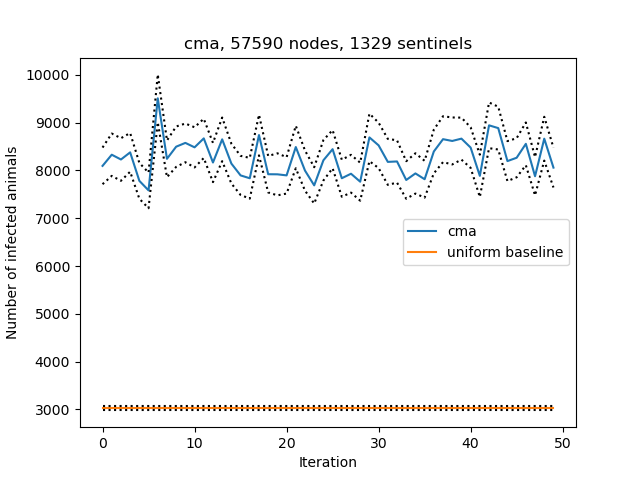 cma, 57590 nodes, 1329 sentinels
10000
9000
8000
7000
6000
5000
4000
3000
Number of infected animals
cma
uniform baseline
0
10
20
30
40
50
Iteration